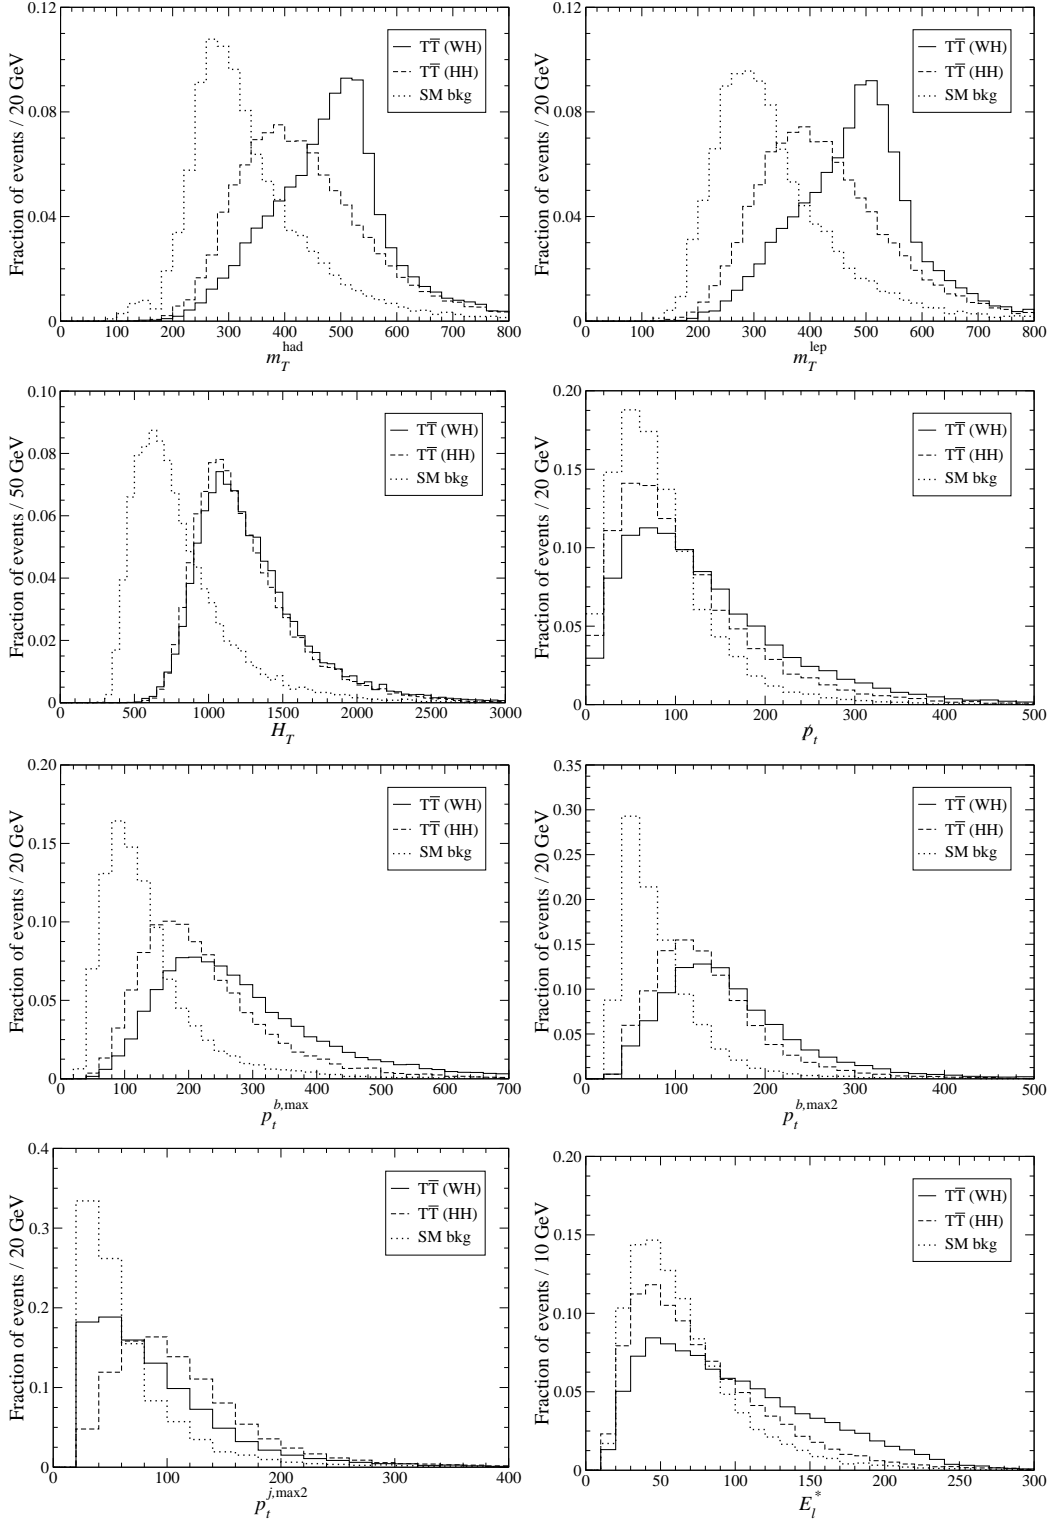 0.12
0.08
0.04
0
Fraction of events / 20 GeV
TT̅ (WH)
TT̅ (HH)
SM bkg
0 100 200 300 400 500 600 700 800
m_T^had
0.12
0.08
0.04
0
Fraction of events / 20 GeV
TT̅ (WH)
TT̅ (HH)
SM bkg
0 100 200 300 400 500 600 700 800
m_T^lep
0.10
0.08
0.06
0.04
0.02
0
Fraction of events / 50 GeV
TT̅ (WH)
TT̅ (HH)
SM bkg
0 500 1000 1500 2000 2500 3000
H_T
0.20
0.15
0.10
0.05
0
Fraction of events / 20 GeV
TT̅ (WH)
TT̅ (HH)
SM bkg
0 100 200 300 400 500
p̸_t
0.20
0.15
0.10
0.05
0
Fraction of events / 20 GeV
TT̅ (WH)
TT̅ (HH)
SM bkg
0 100 200 300 400 500 600 700
p_t^b,max
0.35
0.30
0.25
0.20
0.15
0.10
0.05
0
Fraction of events / 20 GeV
TT̅ (WH)
TT̅ (HH)
SM bkg
0 100 200 300 400 500
p_t^b,max2
0.4
0.3
0.2
0.1
0
Fraction of events / 20 GeV
TT̅ (WH)
TT̅ (HH)
SM bkg
0 100 200 300 400
p_t^j,max2
0.20
0.15
0.10
0.05
0
Fraction of events / 10 GeV
TT̅ (WH)
TT̅ (HH)
SM bkg
0 50 100 150 200 250 300
E_l^*